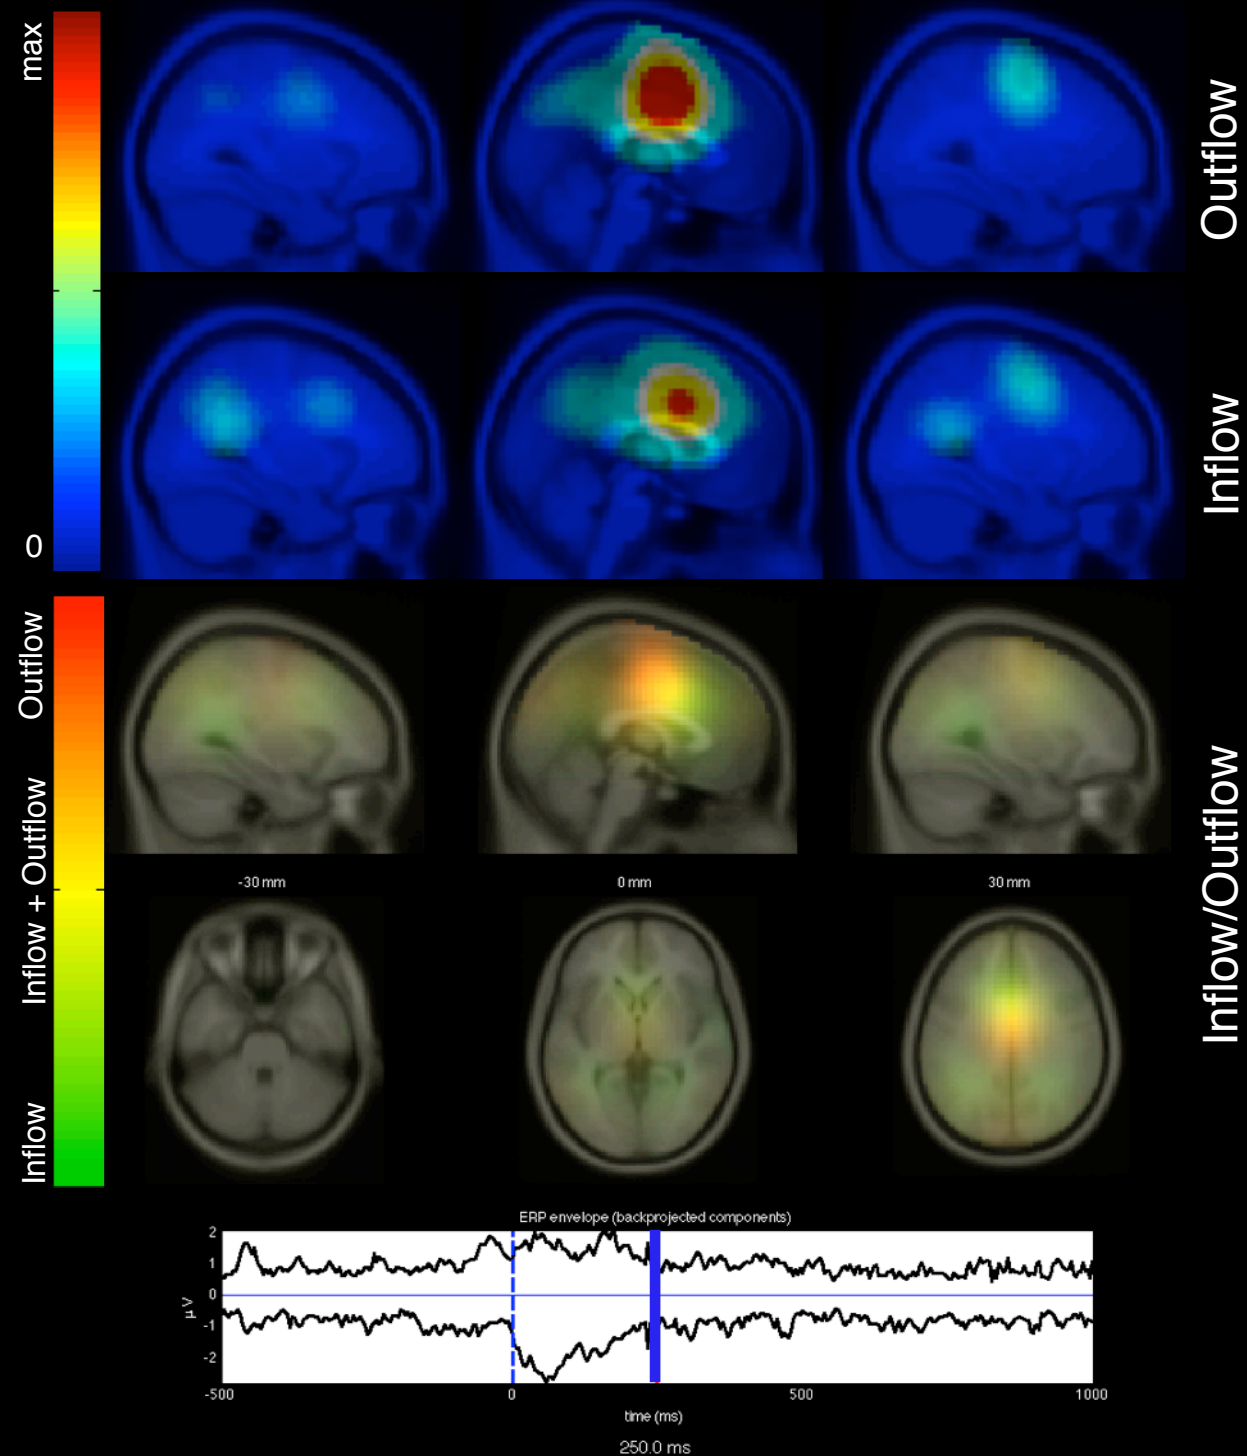 max
0
Outflow
Inflow
Outflow
Inflow + Outflow
Inflow
Inflow/Outflow
-30 mm
0 mm
30 mm
ERP envelope (backprojected components)
2
1
0
-1
-2
μV
-500
0
500
1000
time (ms)
250.0 ms